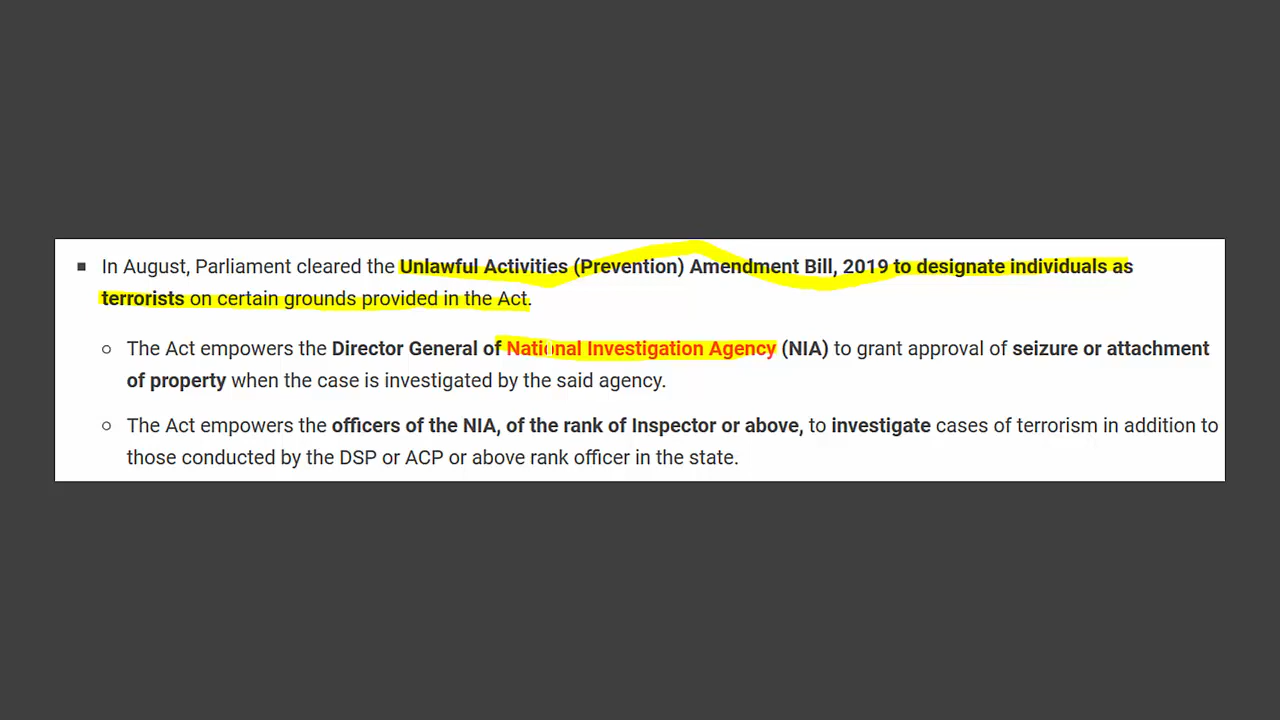 ▪ In August, Parliament cleared the Unlawful Activities (Prevention) Amendment Bill, 2019 to designate individuals as
terrorists on certain grounds provided in the Act.
○ The Act empowers the Director General of National Investigation Agency (NIA) to grant approval of seizure or attachment
of property when the case is investigated by the said agency.
○ The Act empowers the officers of the NIA, of the rank of Inspector or above, to investigate cases of terrorism in addition to
those conducted by the DSP or ACP or above rank officer in the state.